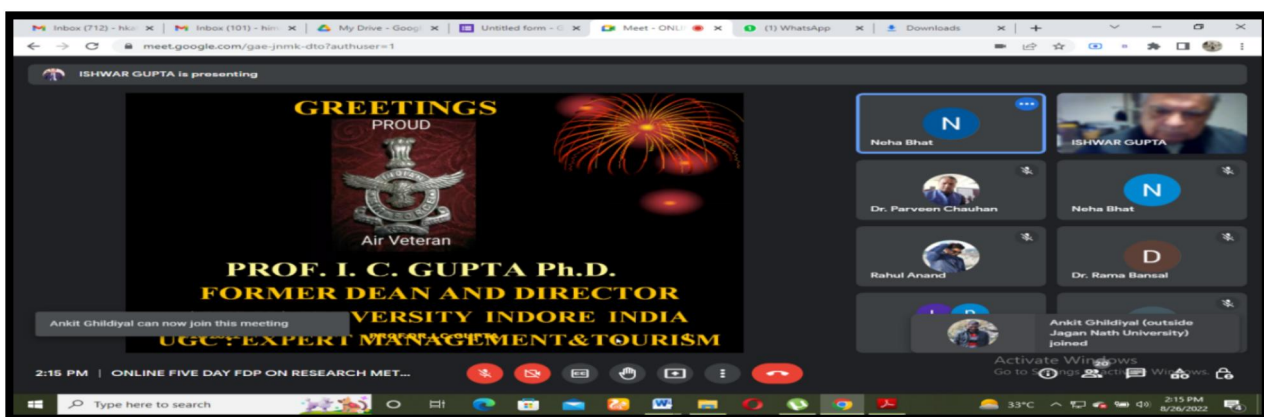 Inbox (712) - hka
Inbox (101) - him
My Drive - Goog
Untitled form - G
Meet - ONLI
(1) WhatsApp
Downloads
meet.google.com/gae-jnmk-dto?authuser=1
ISHWAR GUPTA is presenting
GREETINGS
PROUD
Air Veteran
PROF. I. C. GUPTA Ph.D.
FORMER DEAN AND DIRECTOR
VERSITY INDORE INDIA
UGC EXPERT MANAGEMENT&TOURISM
Ankit Ghildiyal can now join this meeting
N
Neha Bhat
ISHWAR GUPTA
Dr. Parveen Chauhan
N
Neha Bhat
Rahul Anand
D
Dr. Rama Bansal
Ankit Ghildiyal (outside
Jagan Nath University)
joined
Activate Windows
2:15 PM | ONLINE FIVE DAY FDP ON RESEARCH MET...
Type here to search
33°C
2:15 PM
8/26/2022